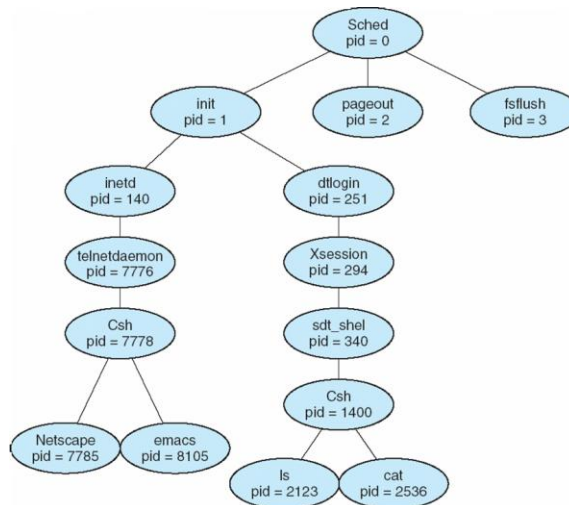 Sched
pid = 0
init
pid = 1
pageout
pid = 2
fsflush
pid = 3
inetd
pid = 140
dtlogin
pid = 251
telnetdaemon
pid = 7776
Xsession
pid = 294
Csh
pid = 7778
sdt_shel
pid = 340
Csh
pid = 1400
Netscape
pid = 7785
emacs
pid = 8105
ls
pid = 2123
cat
pid = 2536